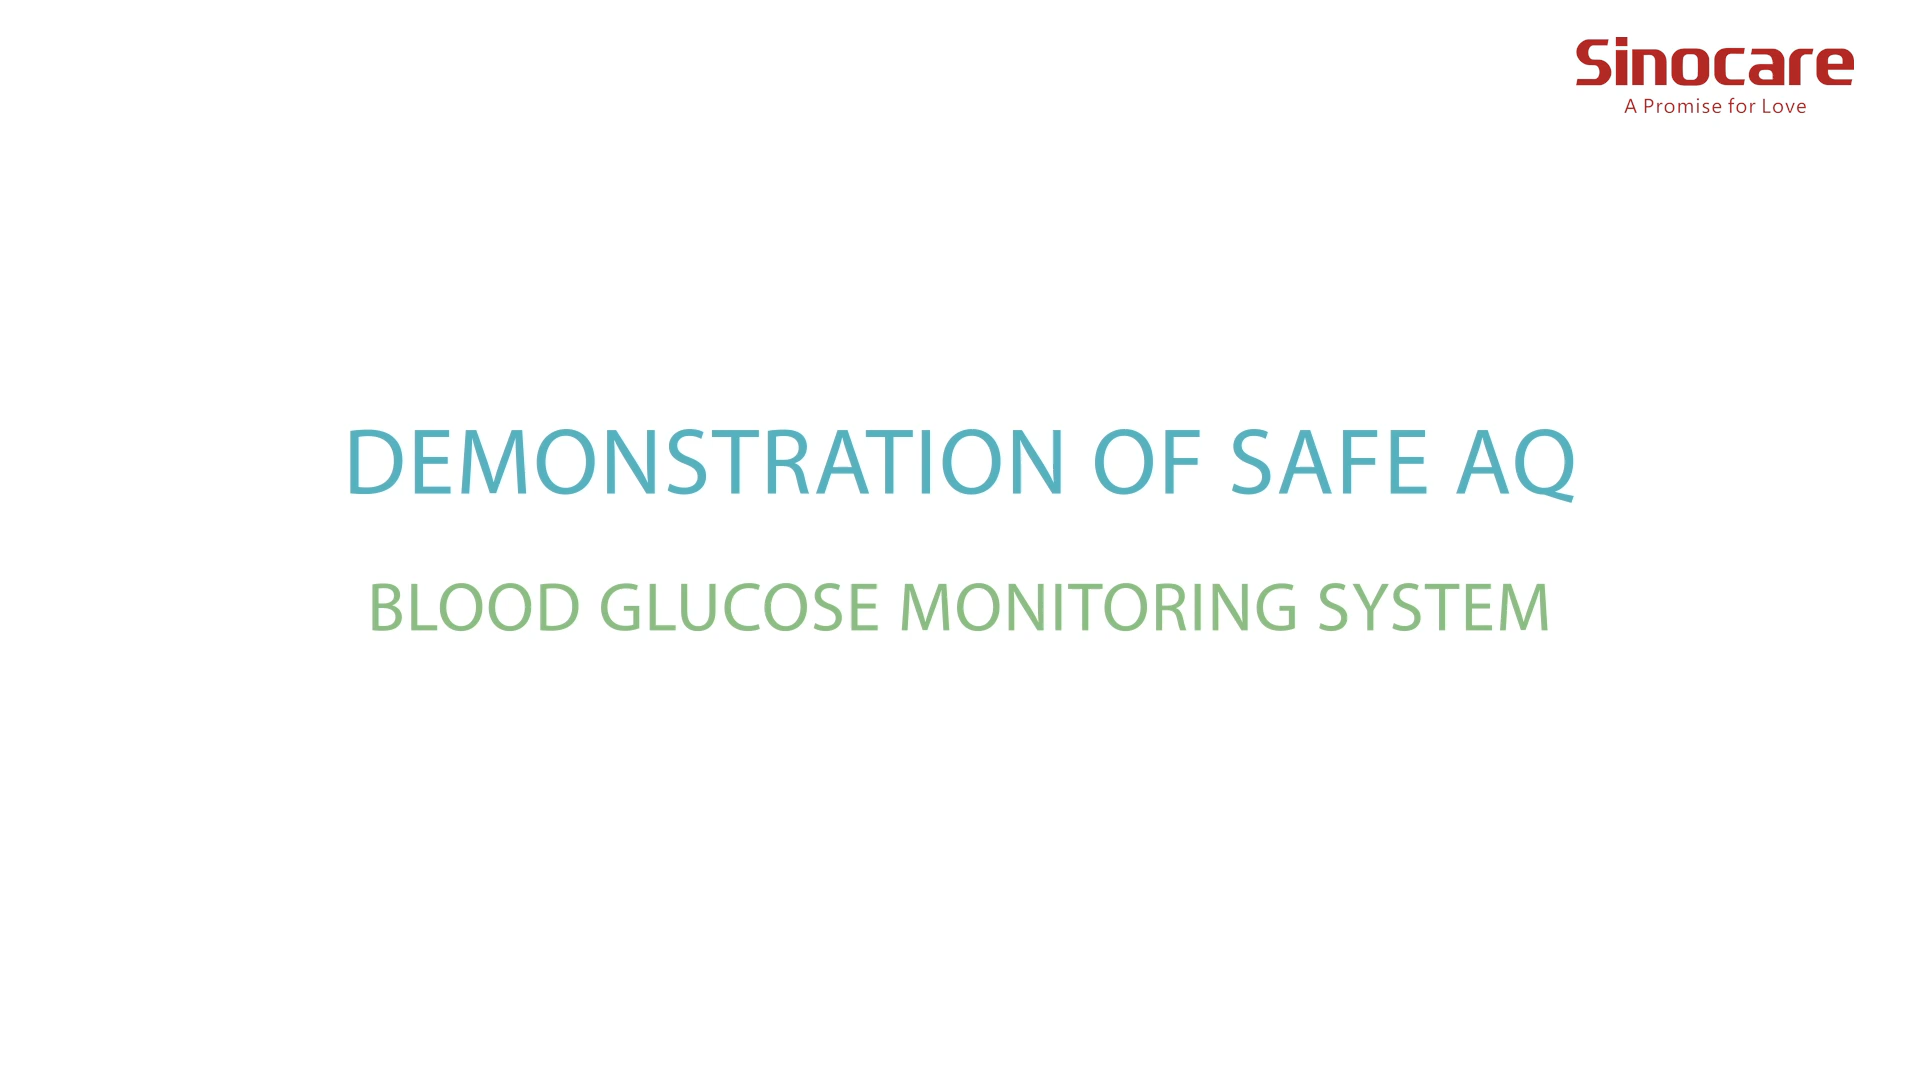 Sinocare
A Promise for Love
DEMONSTRATION OF SAFE AQ
BLOOD GLUCOSE MONITORING SYSTEM